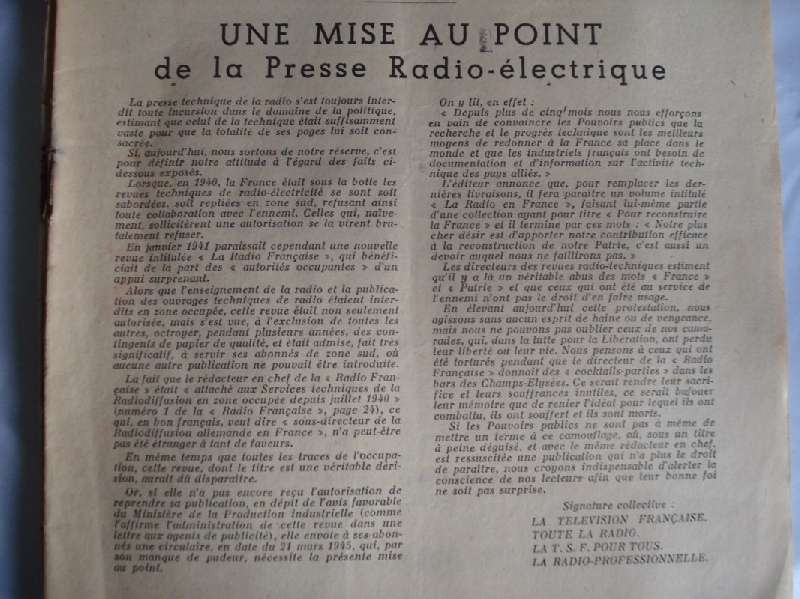 UNE MISE AU POINT
de la Presse Radio-électrique
La presse technique de la radio s'est toujours inter-
dit toute incursion dans le domaine de la politique,
estimant que celui de la technique était suffisamment
vaste pour que la totalité de ses pages lui soit con-
sacrée.
Si, aujourd'hui, nous sortons de notre réserve, c'est
pour définir notre attitude à l'égard des faits ci-
dessous exposés.
Lorsque, en 1940, la France était sous la botte les
revues techniques de radio-électricité se sont soit
sabordées, soit repliées en zone sud, refusant ainsi
toute collaboration avec l'ennemi. Celles qui, naïve-
ment, sollicitèrent une autorisation se la virent bru-
talement refuser.
En janvier 1941 paraissait cependant une nouvelle
revue intitulée « La Radio Française », qui bénéfi-
ciait de la part des « autorités occupantes » d'un
appui surprenant.
Alors que l'enseignement de la radio et la publica-
tion des ouvrages techniques de radio étaient inter-
dits en zone occupée, cette revue était non seulement
autorisée, mais s'est vue, à l'exclusion de toutes les
autres, octroyer, pendant plusieurs années, des con-
tingents de papier de qualité, et était admise, fait très
significatif, à servir ses abonnés de zone sud, où
aucune autre publication ne pouvait être introduite.
La fait que le rédacteur en chef de la « Radio Fran-
çaise » était « attaché aux Services techniques de la
Radiodiffusion en zone occupée depuis juillet 1940 »
(numéro 1 de la « Radio Française », page 24), ce
qui, en bon français, veut dire « sous-directeur de la
Radiodiffusion allemande en France », n'a peut-être
pas été étranger à tant de faveurs.
En même temps que toutes les traces de l'occupa-
tion, cette revue, dont le titre est une véritable déri-
sion, aurait dû disparaître.
Or, si elle n'a pas encore reçu l'autorisation de
reprendre sa publication, en dépit de l'avis favorable
du Ministère de la Production Industrielle (comme
l'affirme l'administration de cette revue dans une
lettre aux agents de publicité), elle envoie à ses abon-
nés une circulaire, en date du 21 mars 1945, qui, par
son manque de pudeur, nécessite la présente mise
au point.
On y lit, en effet :
« Depuis plus de cinq mois nous nous efforçons
en vain de convaincre les Pouvoirs publics que la
recherche et le progrès technique sont les meilleurs
moyens de redonner à la France sa place dans le
monde et que les industriels français ont besoin de
documentation et d'information sur l'activité tech-
nique des pays alliés. »
L'éditeur annonce que, pour remplacer les der-
nières livraisons, il fera paraître un volume intitulé
« La Radio en France », faisant lui-même partie
d'une collection ayant pour titre « Pour reconstruire
la France » et il termine par ces mots : « Notre plus
cher désir est d'apporter notre contribution efficace
à la reconstruction de notre Patrie, c'est aussi un
devoir auquel nous ne faillirons pas. »
Les directeurs des revues radio-techniques estiment
qu'il y a là un véritable abus des mots « France »
et « Patrie » et que ceux qui ont été au service de
l'ennemi n'ont pas le droit d'en faire usage.
En élevant aujourd'hui cette protestation, nous
agissons sans aucun esprit de haine ou de vengeance,
mais nous ne pouvons pas oublier ceux de nos cama-
rades, qui, dans la lutte pour la Libération, ont perdu
leur liberté ou leur vie. Nous pensons à ceux qui ont
été torturés pendant que le directeur de la « Radio
Française » donnait des « cocktails-parties » dans les
bars des Champs-Elysées. Ce serait rendre leur sacri-
fice et leurs souffrances inutiles, ce serait bafouer
leur mémoire que de renier l'idéal pour lequel ils ont
combattu, ils ont souffert et ils sont morts.
Si les Pouvoirs publics ne sont pas à même de
mettre un terme à ce camouflage, où, sous un titre
à peine déguisé, et avec le même rédacteur en chef,
est ressuscitée une publication qui n'a plus le droit
de paraître, nous croyons indispensable d'alerter la
conscience de nos lecteurs afin que leur bonne foi
ne soit pas surprise.
Signature collective :
LA TELEVISION FRANÇAISE.
TOUTE LA RADIO.
LA T. S. F. POUR TOUS.
LA RADIO-PROFESSIONNELLE.